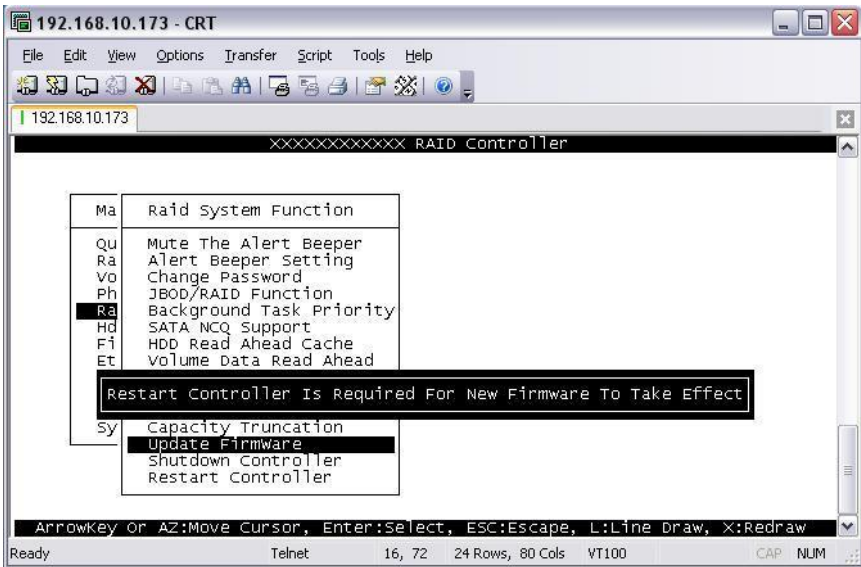 192.168.10.173 - CRT
File Edit View Options Transfer Script Tools Help
192.168.10.173
XXXXXXXXXXXX RAID Controller
Ma Raid System Function
Qu Mute The Alert Beeper
Ra Alert Beeper Setting
Vo Change Password
Ph JBOD/RAID Function
Ra Background Task Priority
Hd SATA NCQ Support
Fi HDD Read Ahead Cache
Et Volume Data Read Ahead
Restart Controller Is Required For New Firmware To Take Effect
Sy Capacity Truncation
Update Firmware
Shutdown Controller
Restart Controller
ArrowKey Or AZ:Move Cursor, Enter:Select, ESC:Escape, L:Line Draw, X:Redraw
Ready Telnet 16, 72 24 Rows, 80 Cols VT100 CAP NUM